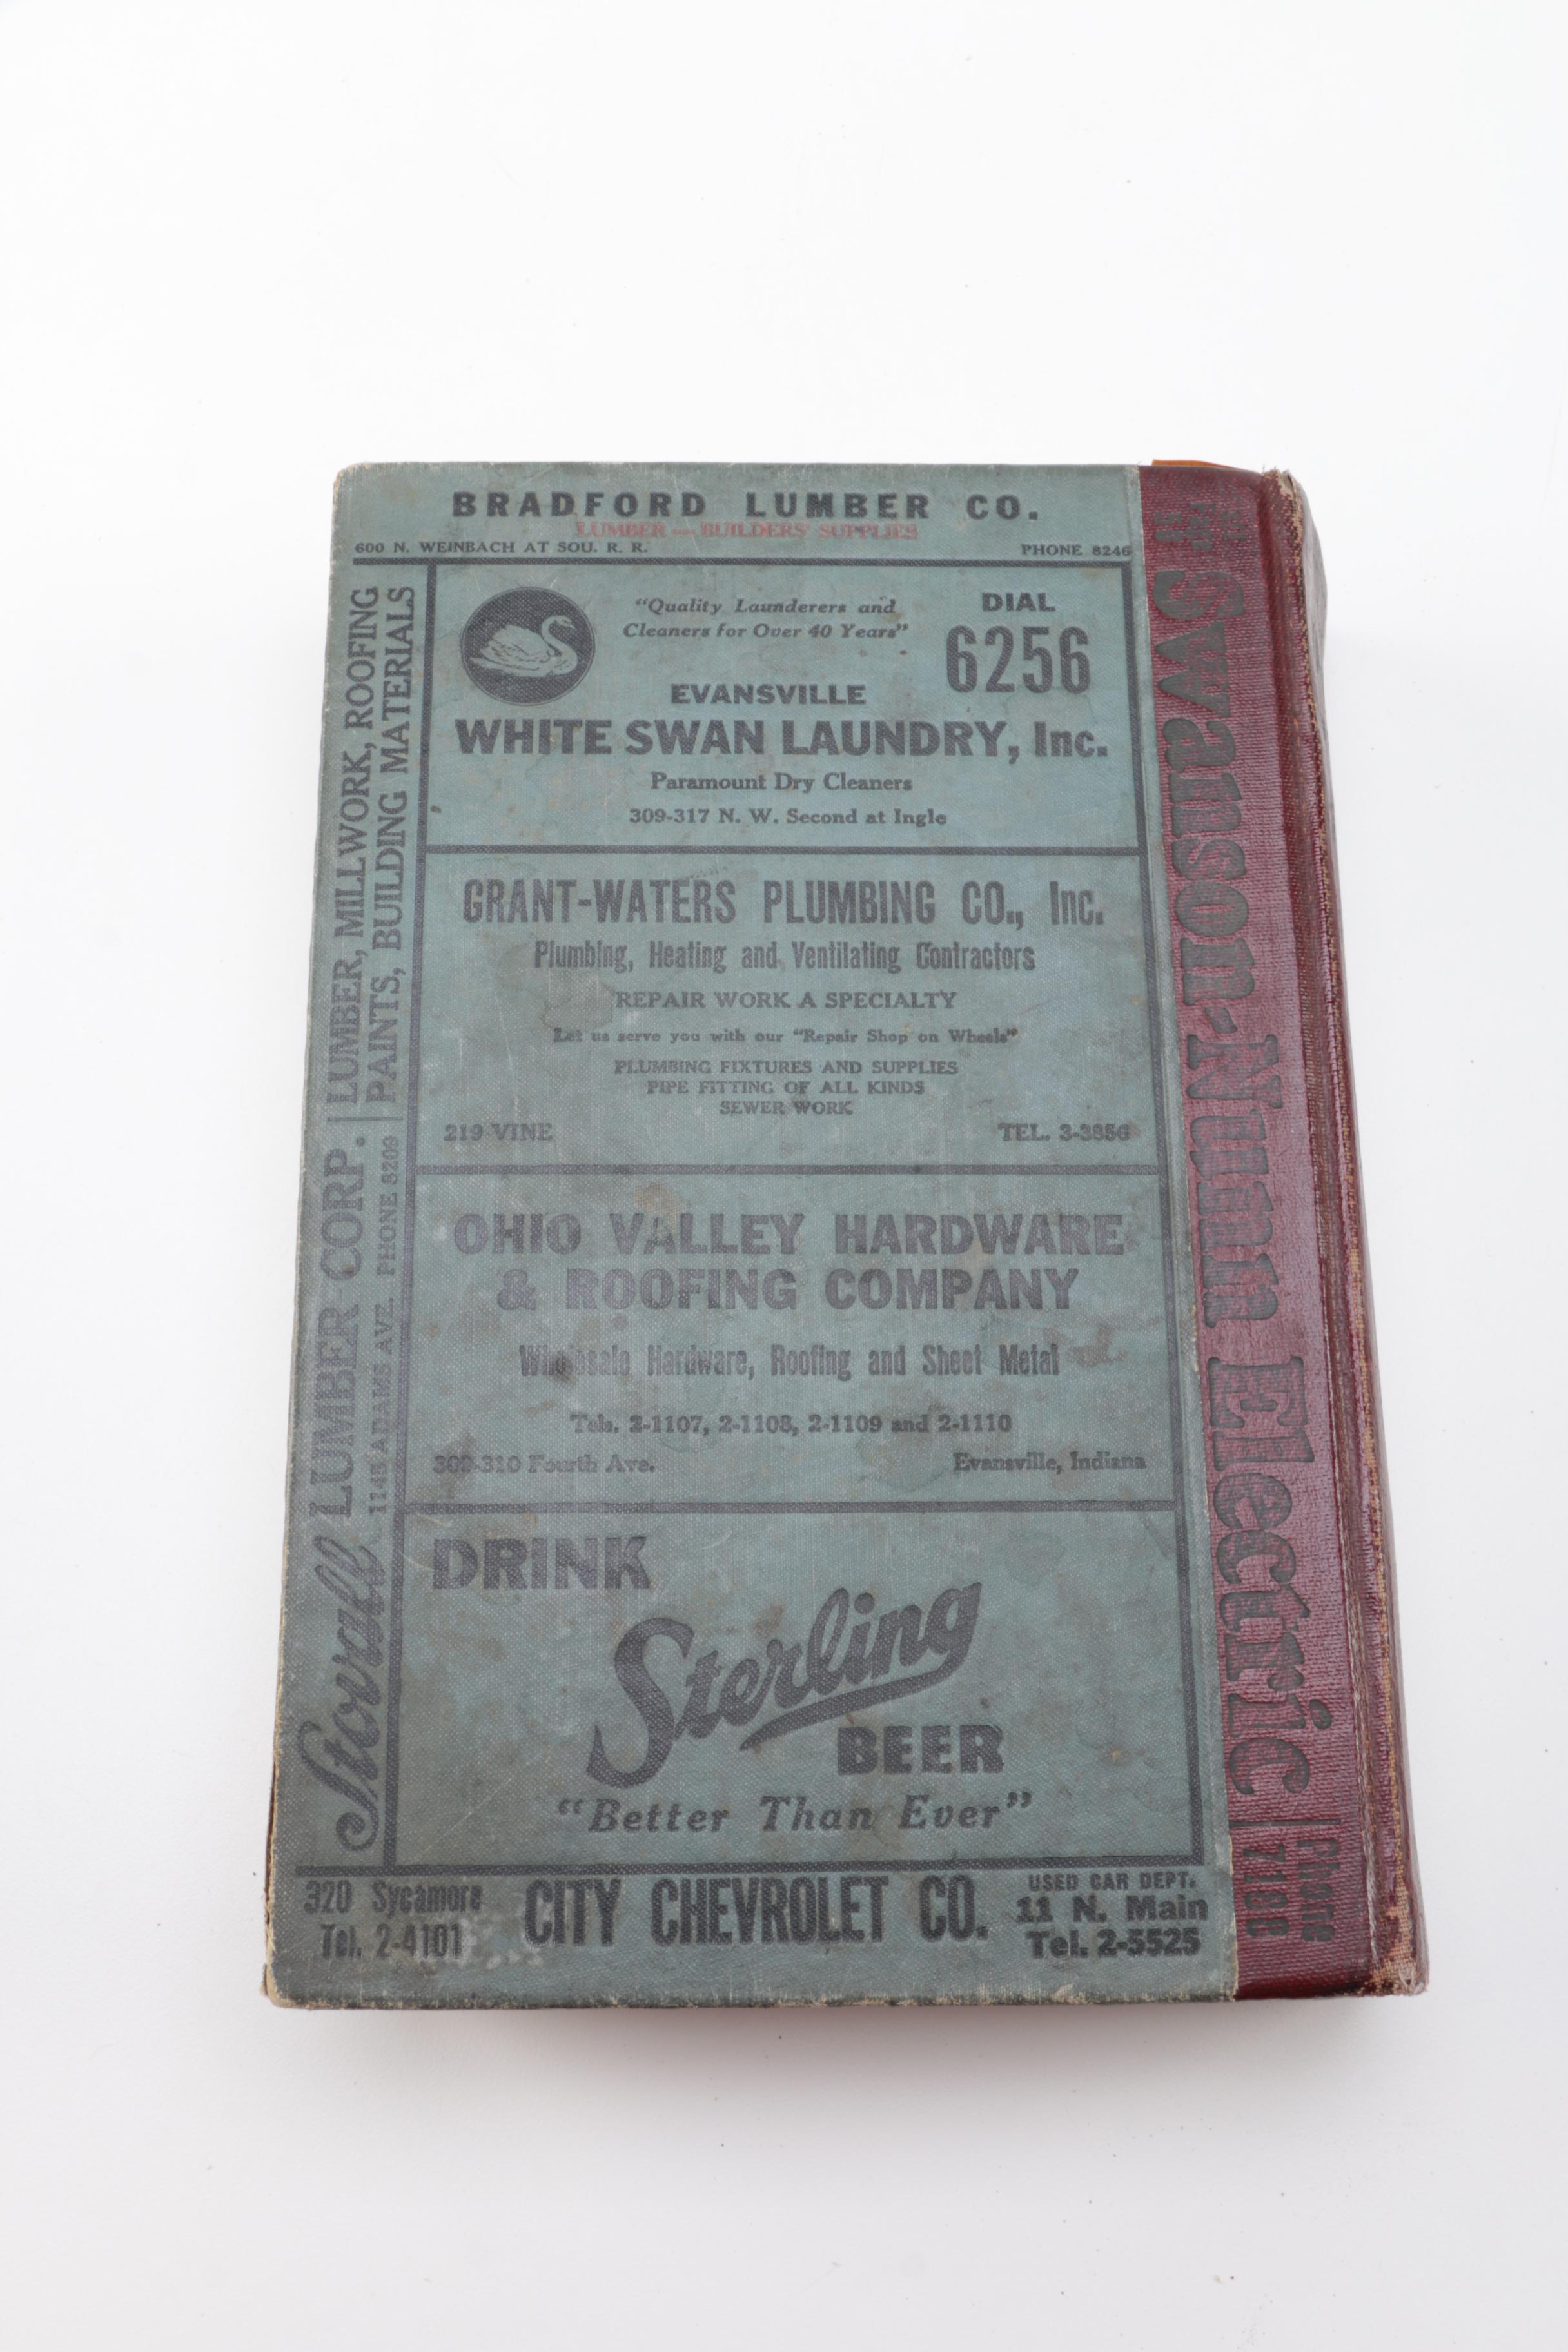 BRADFORD LUMBER CO.
LUMBER — BUILDERS' SUPPLIES
600 N. WEINBACH AT SOU. R. R. PHONE 8246
"Quality Launderers and
Cleaners for Over 40 Years"
DIAL
6256
EVANSVILLE
WHITE SWAN LAUNDRY, Inc.
Paramount Dry Cleaners
309-317 N. W. Second at Ingle
GRANT-WATERS PLUMBING CO., Inc.
Plumbing, Heating and Ventilating Contractors
REPAIR WORK A SPECIALTY
Let us serve you with our "Repair Shop on Wheels"
PLUMBING FIXTURES AND SUPPLIES
PIPE FITTING OF ALL KINDS
SEWER WORK
219 VINE TEL. 3-3856
OHIO VALLEY HARDWARE
& ROOFING COMPANY
Wholesale Hardware, Roofing and Sheet Metal
Tels. 2-1107, 2-1108, 2-1109 and 2-1110
Fourth Ave. Evansville, Indiana
DRINK
Sterling
BEER
"Better Than Ever"
320 Sycamore
Tel. 2-4101
CITY CHEVROLET CO.
USED CAR DEPT.
11 N. Main
Tel. 2-5525
Stovall LUMBER CORP.
1145 ADAMS AVE. PHONE 8209
LUMBER, MILLWORK, ROOFING
PAINTS, BUILDING MATERIALS
Swanson-Nunn Electric
Phone